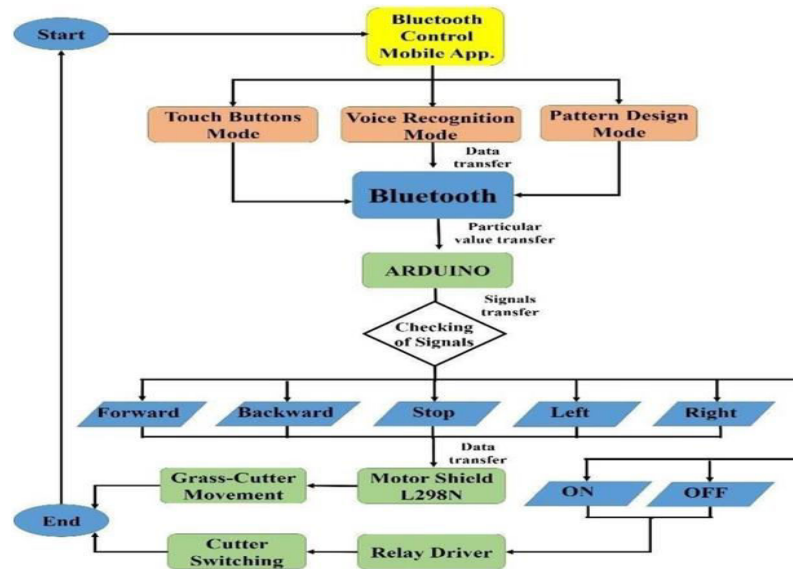 Start
Bluetooth
Control
Mobile App.
Touch Buttons
Mode
Voice Recognition
Mode
Pattern Design
Mode
Data
transfer
Bluetooth
Particular
value transfer
ARDUINO
Signals
transfer
Checking
of Signals
Forward
Backward
Stop
Left
Right
Data
transfer
Grass-Cutter
Movement
Motor Shield
L298N
ON
OFF
End
Cutter
Switching
Relay Driver